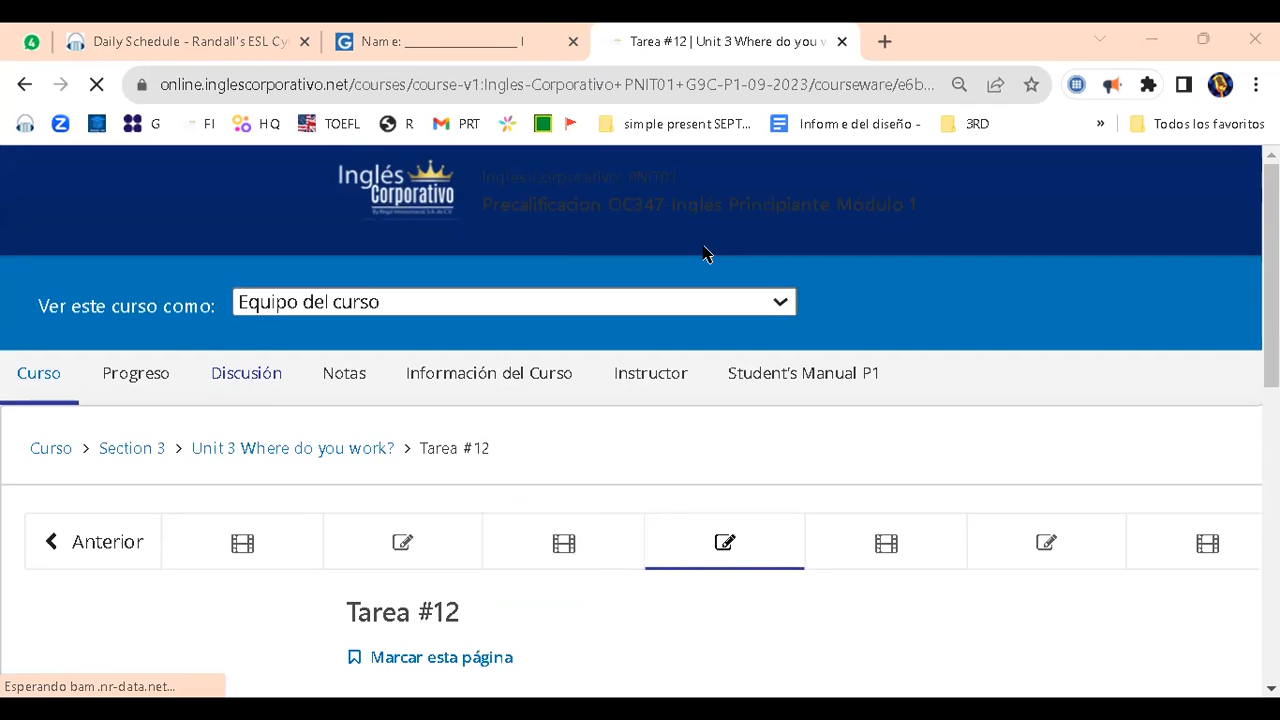 Daily Schedule - Randall's ESL Cy
Name: ____________________ I
Tarea #12 | Unit 3 Where do you v
online.inglescorporativo.net/courses/course-v1:Ingles-Corporativo+PNIT01+G9C-P1-09-2023/courseware/e6b...
G
FI
HQ
TOEFL
R
PRT
simple present SEPT...
Informe del diseño -
3RD
»
Todos los favoritos
Inglés Corporativo
Ingles Corporativo: PNIT01
Precalificacion OC347 Ingles Principiante Modulo 1
Ver este curso como:
Equipo del curso
Curso
Progreso
Discusión
Notas
Información del Curso
Instructor
Student's Manual P1
Curso > Section 3 > Unit 3 Where do you work? > Tarea #12
Anterior
Tarea #12
Marcar esta página
Esperando bam.nr-data.net...